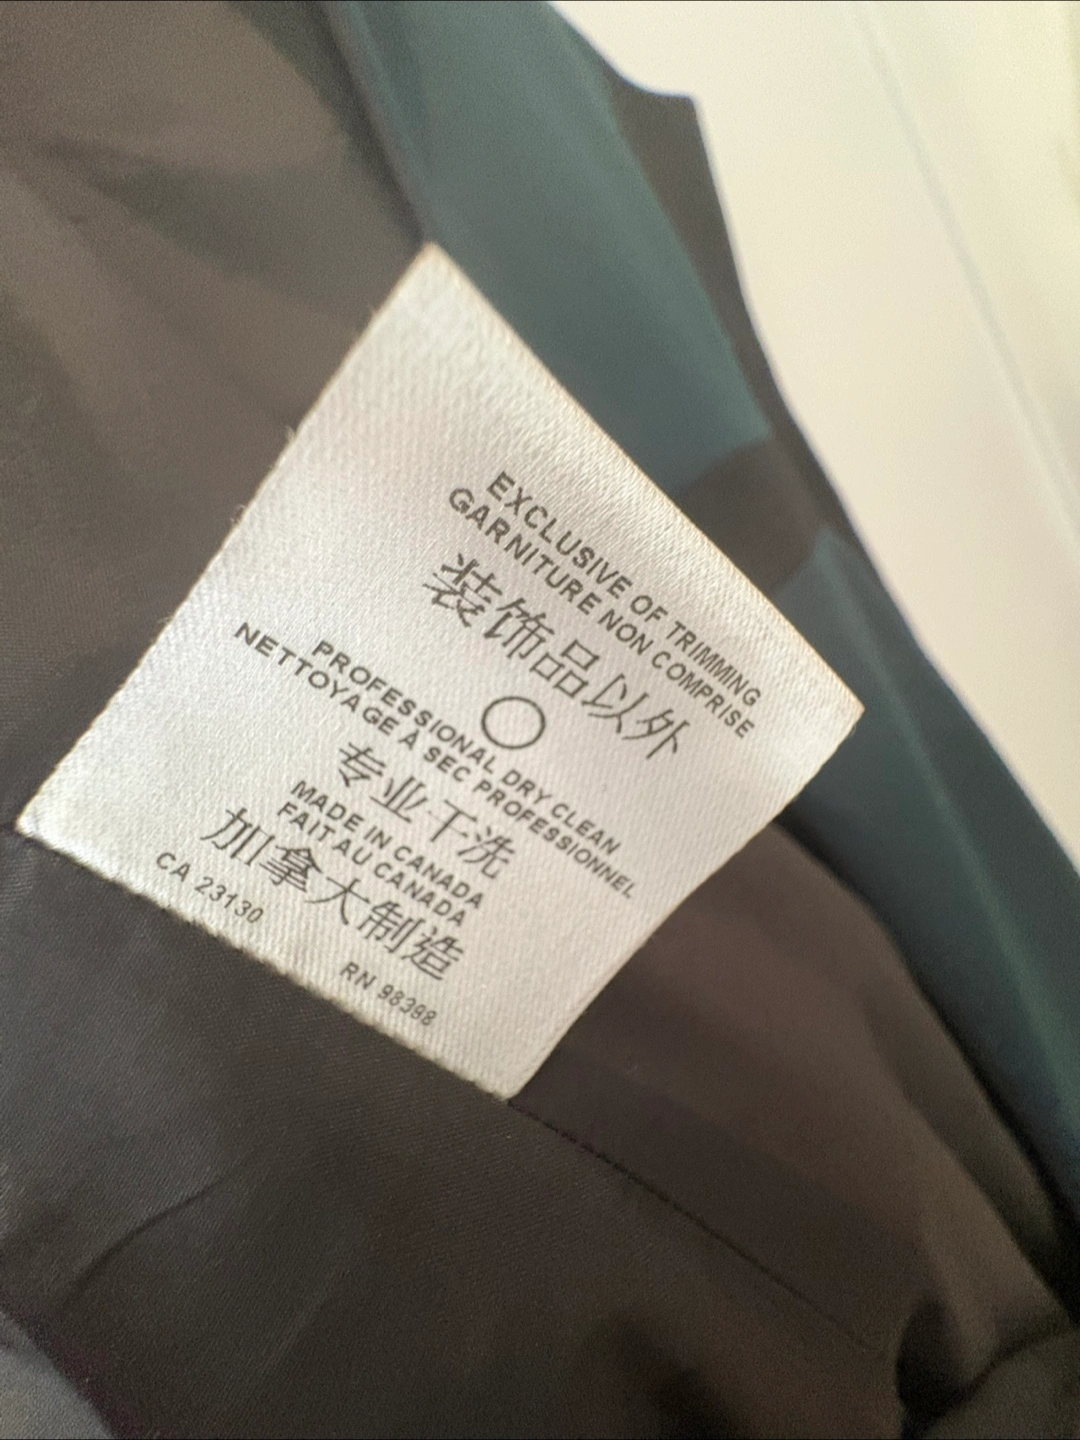 EXCLUSIVE OF TRIMMING
GARNITURE NON COMPRISE
装饰品以外
PROFESSIONAL DRY CLEAN
NETTOYAGE À SEC PROFESSIONNEL
专业干洗
MADE IN CANADA
FAIT AU CANADA
加拿大制造
CA 23130
RN 98398